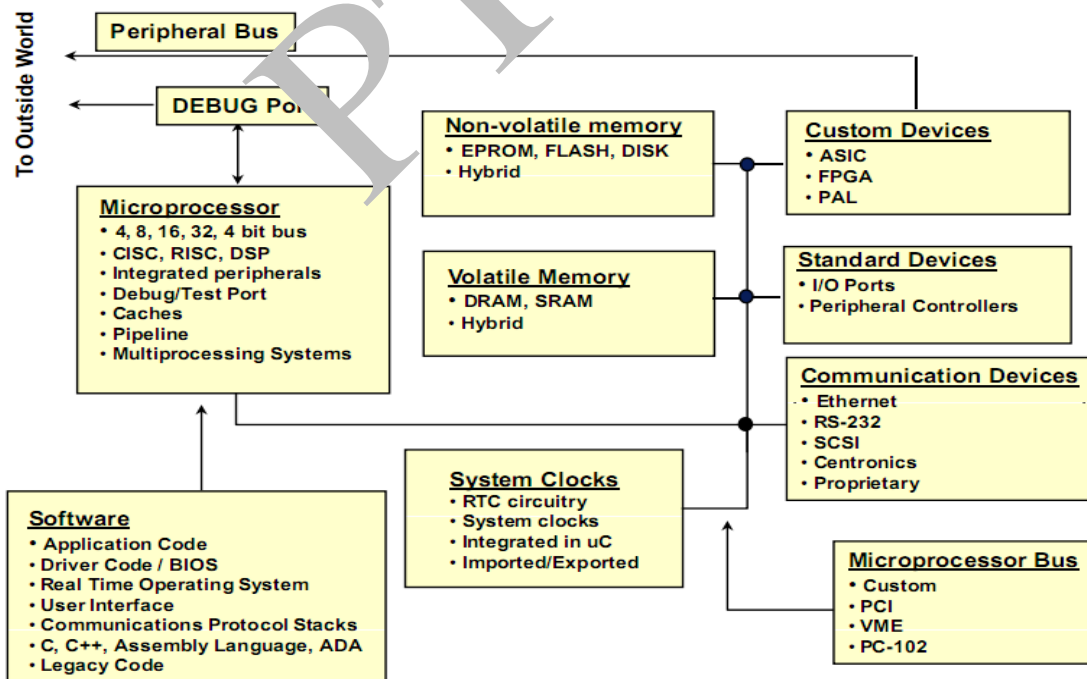 To Outside World
Peripheral Bus
DEBUG Port
Microprocessor
• 4, 8, 16, 32, 4 bit bus
• CISC, RISC, DSP
• Integrated peripherals
• Debug/Test Port
• Caches
• Pipeline
• Multiprocessing Systems
Non-volatile memory
• EPROM, FLASH, DISK
• Hybrid
Custom Devices
• ASIC
• FPGA
• PAL
Volatile Memory
• DRAM, SRAM
• Hybrid
Standard Devices
• I/O Ports
• Peripheral Controllers
Communication Devices
• Ethernet
• RS-232
• SCSI
• Centronics
• Proprietary
System Clocks
• RTC circuitry
• System clocks
• Integrated in uC
• Imported/Exported
Software
• Application Code
• Driver Code / BIOS
• Real Time Operating System
• User Interface
• Communications Protocol Stacks
• C, C++, Assembly Language, ADA
• Legacy Code
Microprocessor Bus
• Custom
• PCI
• VME
• PC-102